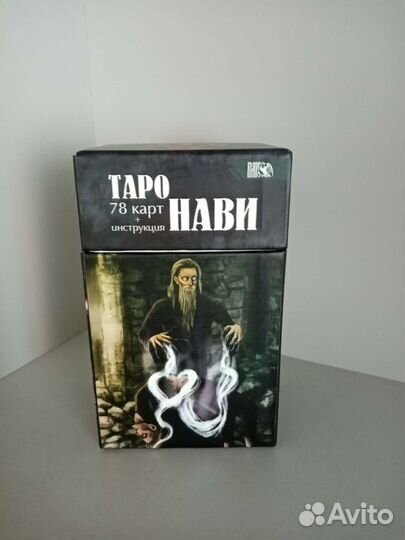 ТАРО
78 карт
+
инструкция
НАВИ
Avito